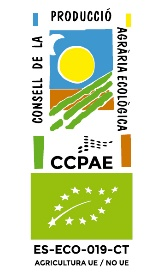 CONSELL DE LA
PRODUCCIÓ
AGRÀRIA ECOLÒGICA
CCPAE
ES-ECO-019-CT
AGRICULTURA UE / NO UE